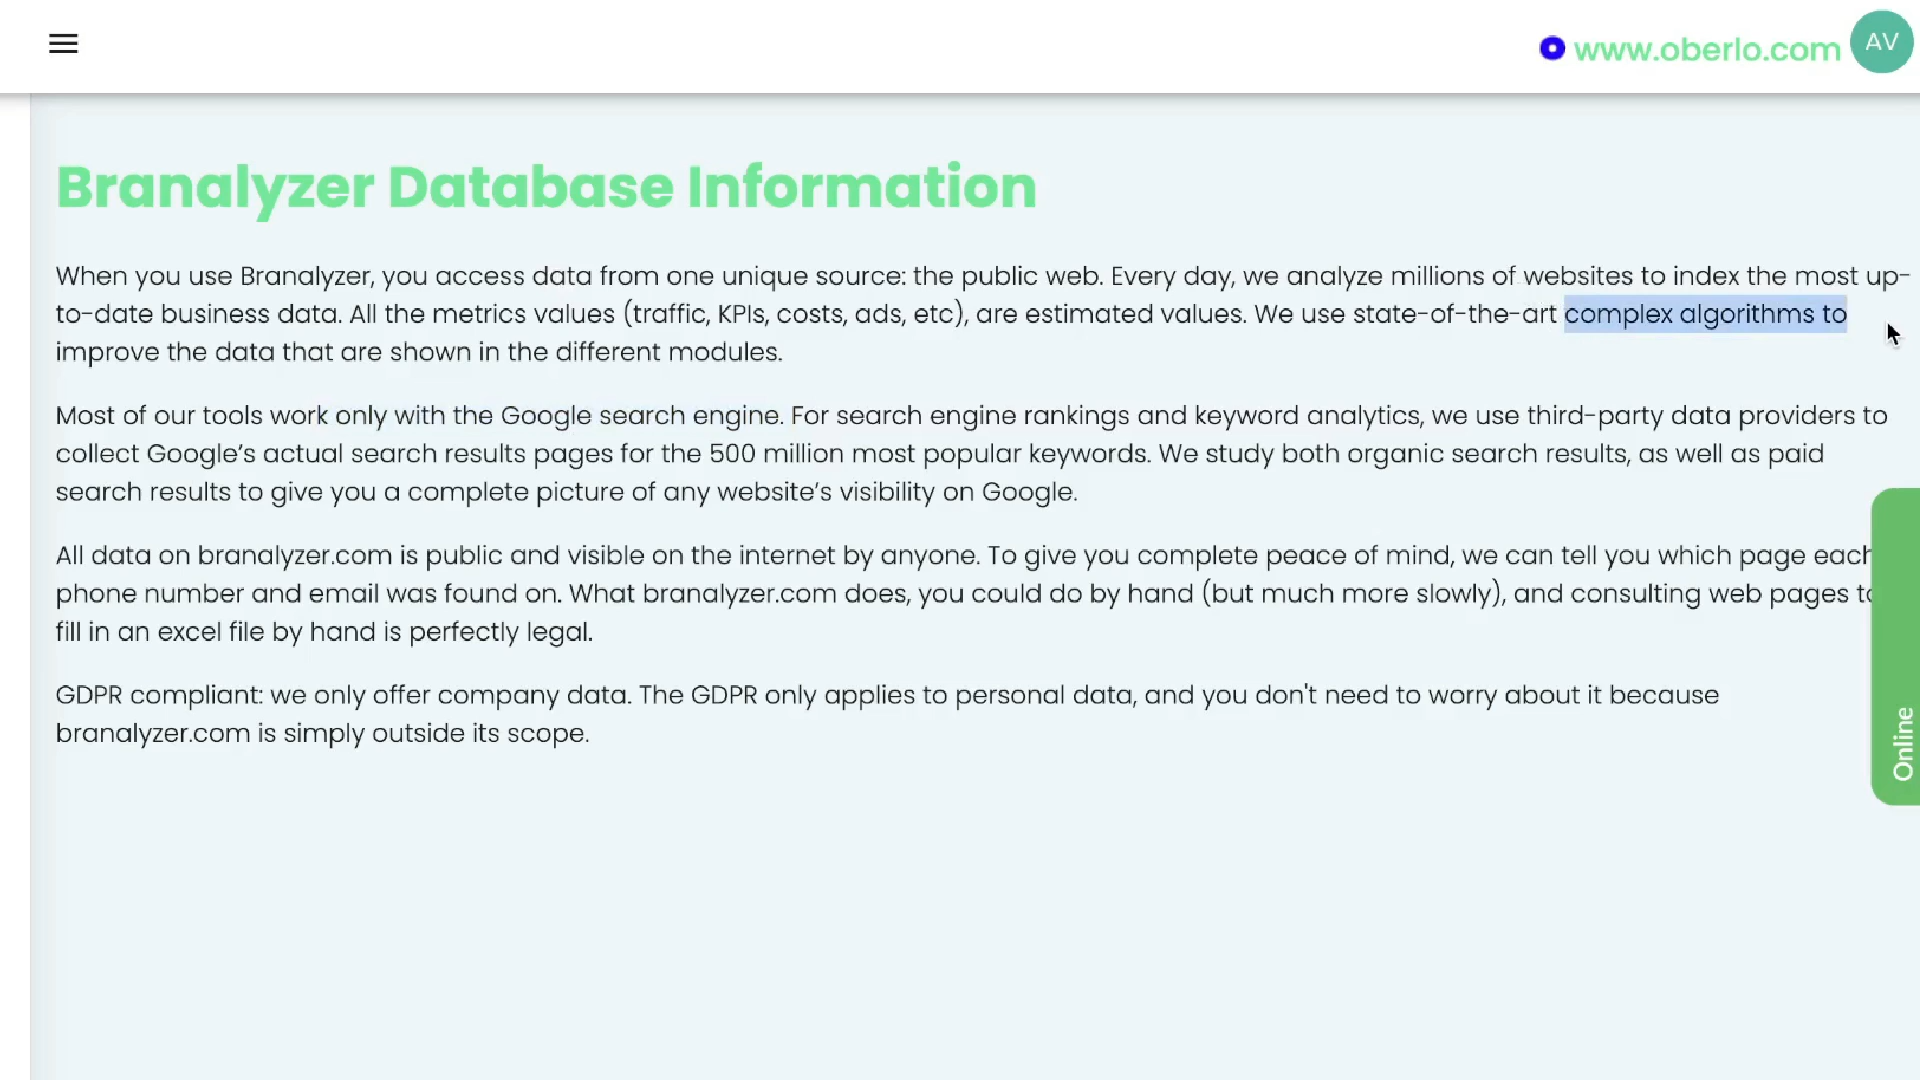 www.oberlo.com
AV
Branalyzer Database Information
When you use Branalyzer, you access data from one unique source: the public web. Every day, we analyze millions of websites to index the most up-
to-date business data. All the metrics values (traffic, KPIs, costs, ads, etc), are estimated values. We use state-of-the-art complex algorithms to
improve the data that are shown in the different modules.
Most of our tools work only with the Google search engine. For search engine rankings and keyword analytics, we use third-party data providers to
collect Google’s actual search results pages for the 500 million most popular keywords. We study both organic search results, as well as paid
search results to give you a complete picture of any website’s visibility on Google.
All data on branalyzer.com is public and visible on the internet by anyone. To give you complete peace of mind, we can tell you which page each
phone number and email was found on. What branalyzer.com does, you could do by hand (but much more slowly), and consulting web pages to
fill in an excel file by hand is perfectly legal.
GDPR compliant: we only offer company data. The GDPR only applies to personal data, and you don't need to worry about it because
branalyzer.com is simply outside its scope.
Online